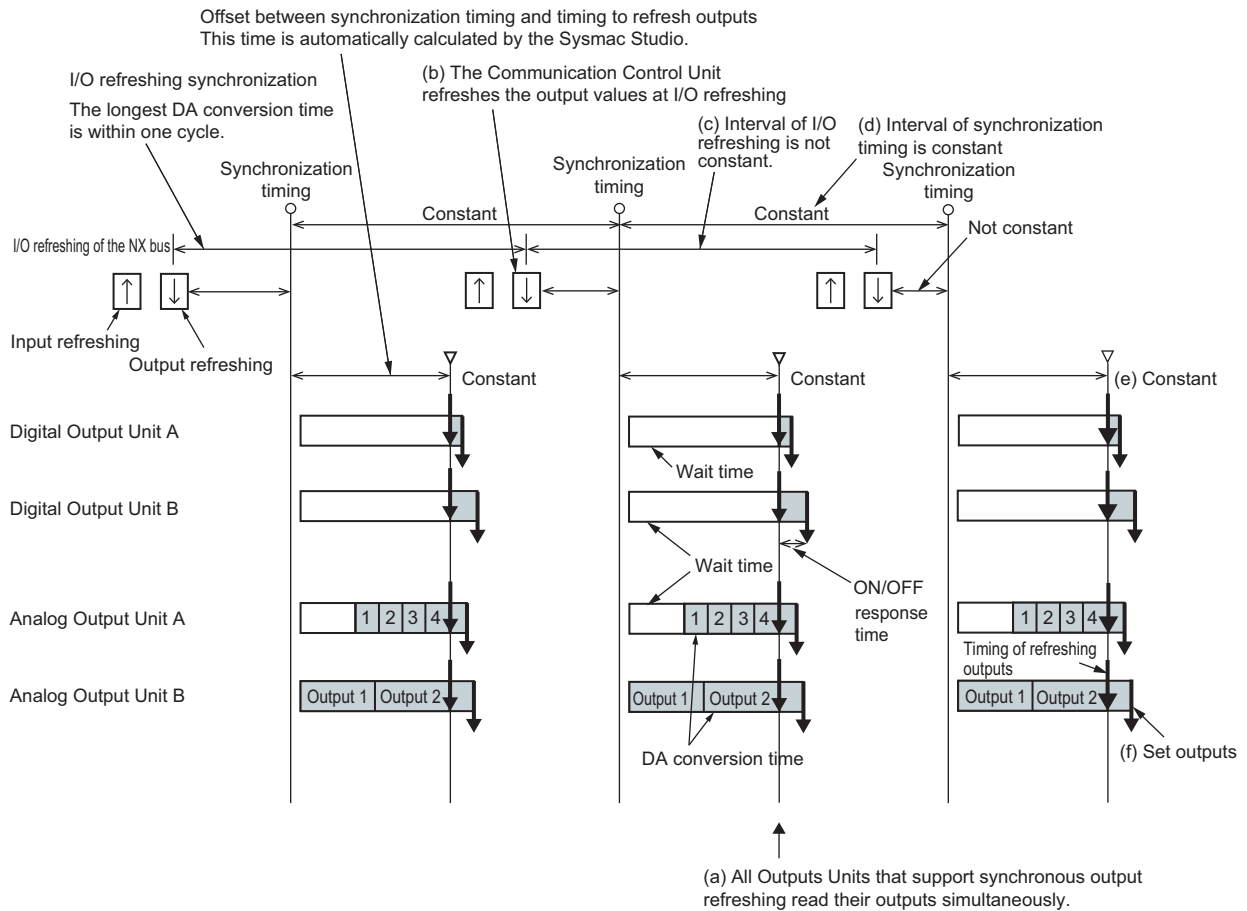 Offset between synchronization timing and timing to refresh outputs
This time is automatically calculated by the Sysmac Studio.
I/O refreshing synchronization
The longest DA conversion time
is within one cycle.
(b) The Communication Control Unit
refreshes the output values at I/O refreshing
(c) Interval of I/O
refreshing is not
constant.
(d) Interval of synchronization
timing is constant
Synchronization
timing
Synchronization
timing
Synchronization
timing
Constant
Constant
Not constant
I/O refreshing of the NX bus
↑
↓
↑
↓
↑
↓
Input refreshing
Output refreshing
Constant
Constant
(e) Constant
Digital Output Unit A
Wait time
Digital Output Unit B
Wait time
ON/OFF
response
time
Analog Output Unit A
1 2 3 4
1 2 3 4
1 2 3 4
Timing of refreshing
outputs
Analog Output Unit B
Output 1 Output 2
Output 1 Output 2
Output 1 Output 2
DA conversion time
(f) Set outputs
(a) All Outputs Units that support synchronous output
refreshing read their outputs simultaneously.